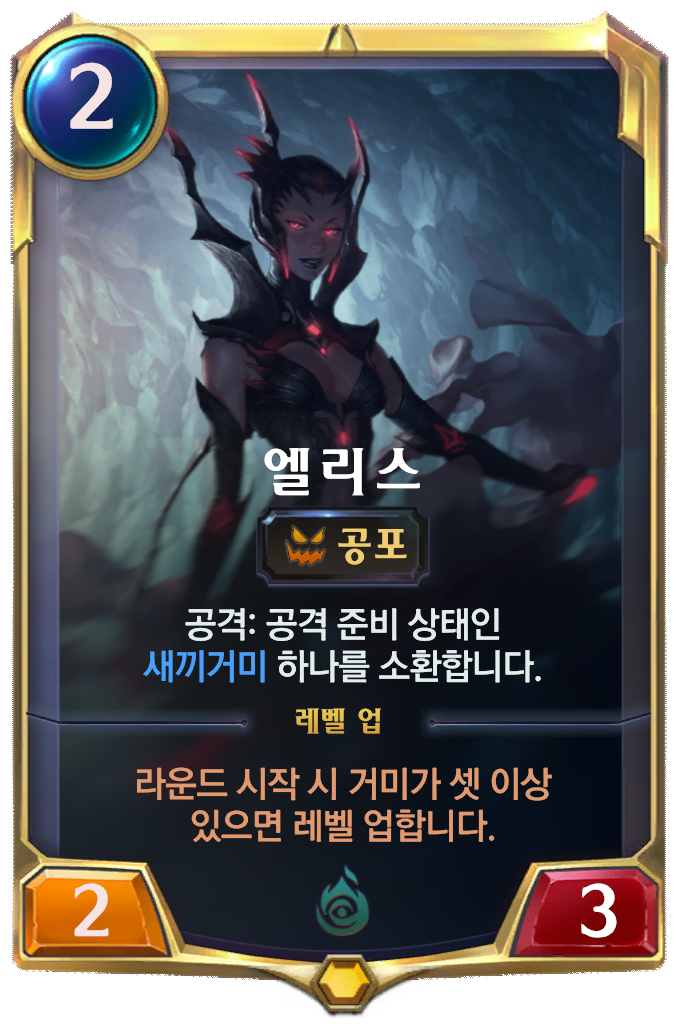 2
엘리스
공포
공격: 공격 준비 상태인
새끼거미 하나를 소환합니다.
레벨 업
라운드 시작 시 거미가 셋 이상
있으면 레벨 업합니다.
2
3